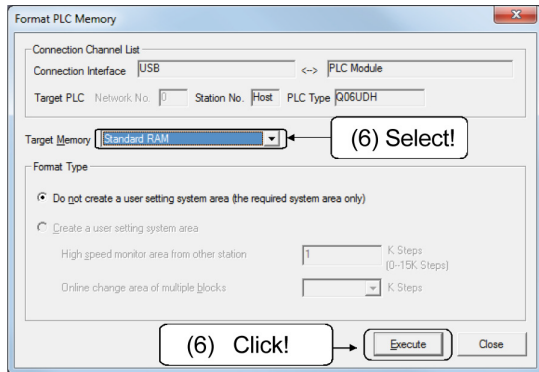 Format PLC Memory
Connection Channel List
Connection Interface USB <--> PLC Module
Target PLC Network No. 0 Station No. Host PLC Type Q06UDH
Target Memory Standard RAM (6) Select!
Format Type
Do not create a user setting system area (the required system area only)
Create a user setting system area
High speed monitor area from other station 1 K Steps
(0--15K Steps)
Online change area of multiple blocks K Steps
(6) Click! Execute Close